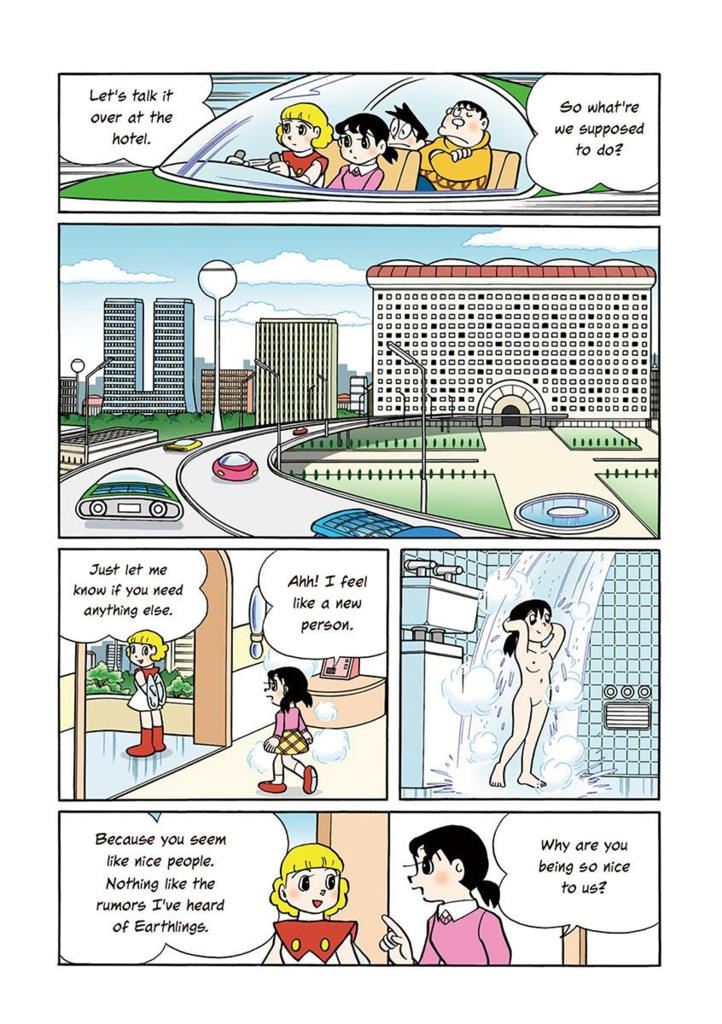 So what're
we supposed
to do?
Let's talk it
over at the
hotel.
Ahh! I feel
like a new
person.
Just let me
know if you need
anything else.
Why are you
being so nice
to us?
Because you seem
like nice people.
Nothing like the
rumors I've heard
of Earthlings.